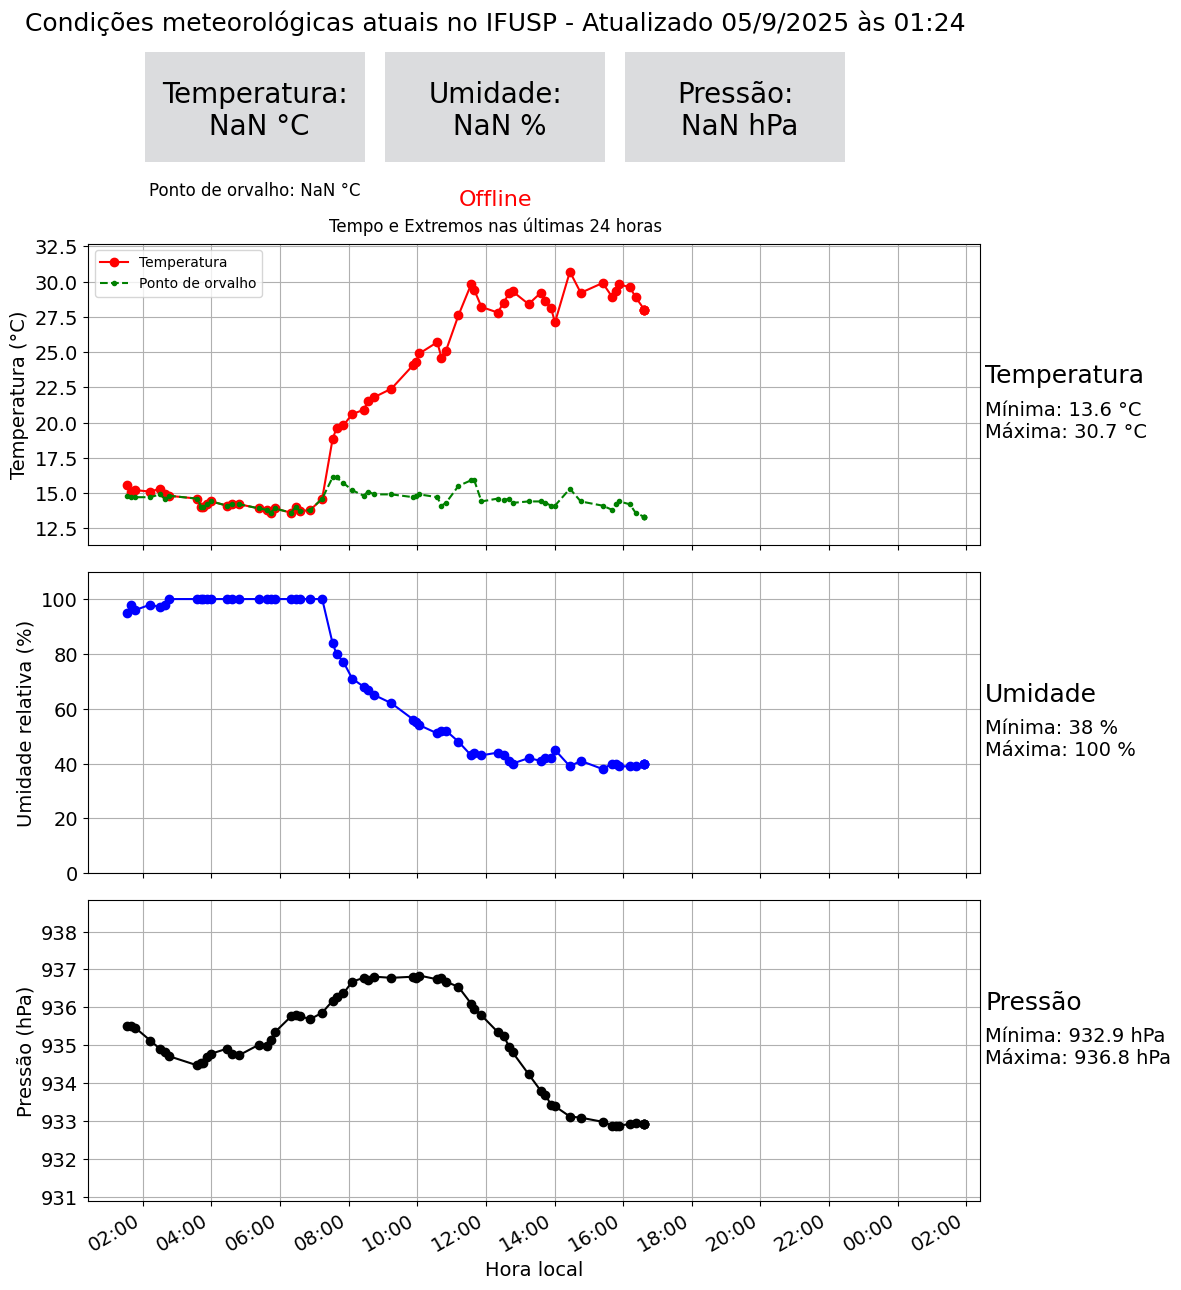 Condições meteorológicas atuais no IFUSP - Atualizado 05/9/2025 às 01:24
Temperatura:
NaN °C
Umidade:
NaN %
Pressão:
NaN hPa
Ponto de orvalho: NaN °C
Offline
Tempo e Extremos nas últimas 24 horas
32.5
30.0
27.5
25.0
22.5
20.0
17.5
15.0
12.5
Temperatura (°C)
Temperatura
Ponto de orvalho
Temperatura
Mínima: 13.6 °C
Máxima: 30.7 °C
100
80
60
40
20
0
Umidade relativa (%)
Umidade
Mínima: 38 %
Máxima: 100 %
938
937
936
935
934
933
932
931
Pressão (hPa)
Pressão
Mínima: 932.9 hPa
Máxima: 936.8 hPa
02:00 04:00 06:00 08:00 10:00 12:00 14:00 16:00 18:00 20:00 22:00 00:00 02:00
Hora local